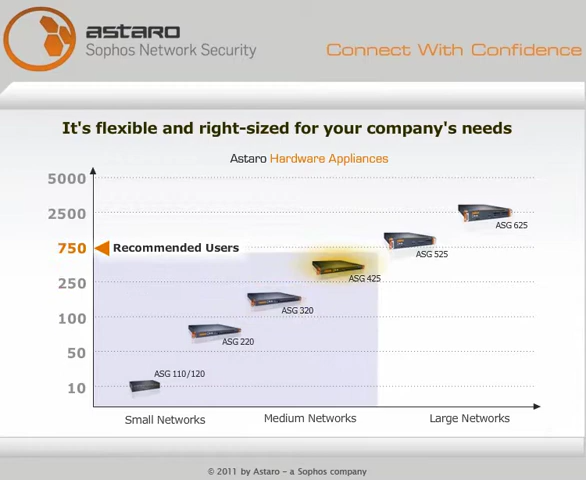 astaro
Sophos Network Security
Connect With Confidence
It's flexible and right-sized for your company's needs
Astaro Hardware Appliances
5000
2500
ASG 625
750
Recommended Users
ASG 525
250
ASG 425
100
ASG 320
50
ASG 220
10
ASG 110/120
Small Networks
Medium Networks
Large Networks
© 2011 by Astaro – a Sophos company